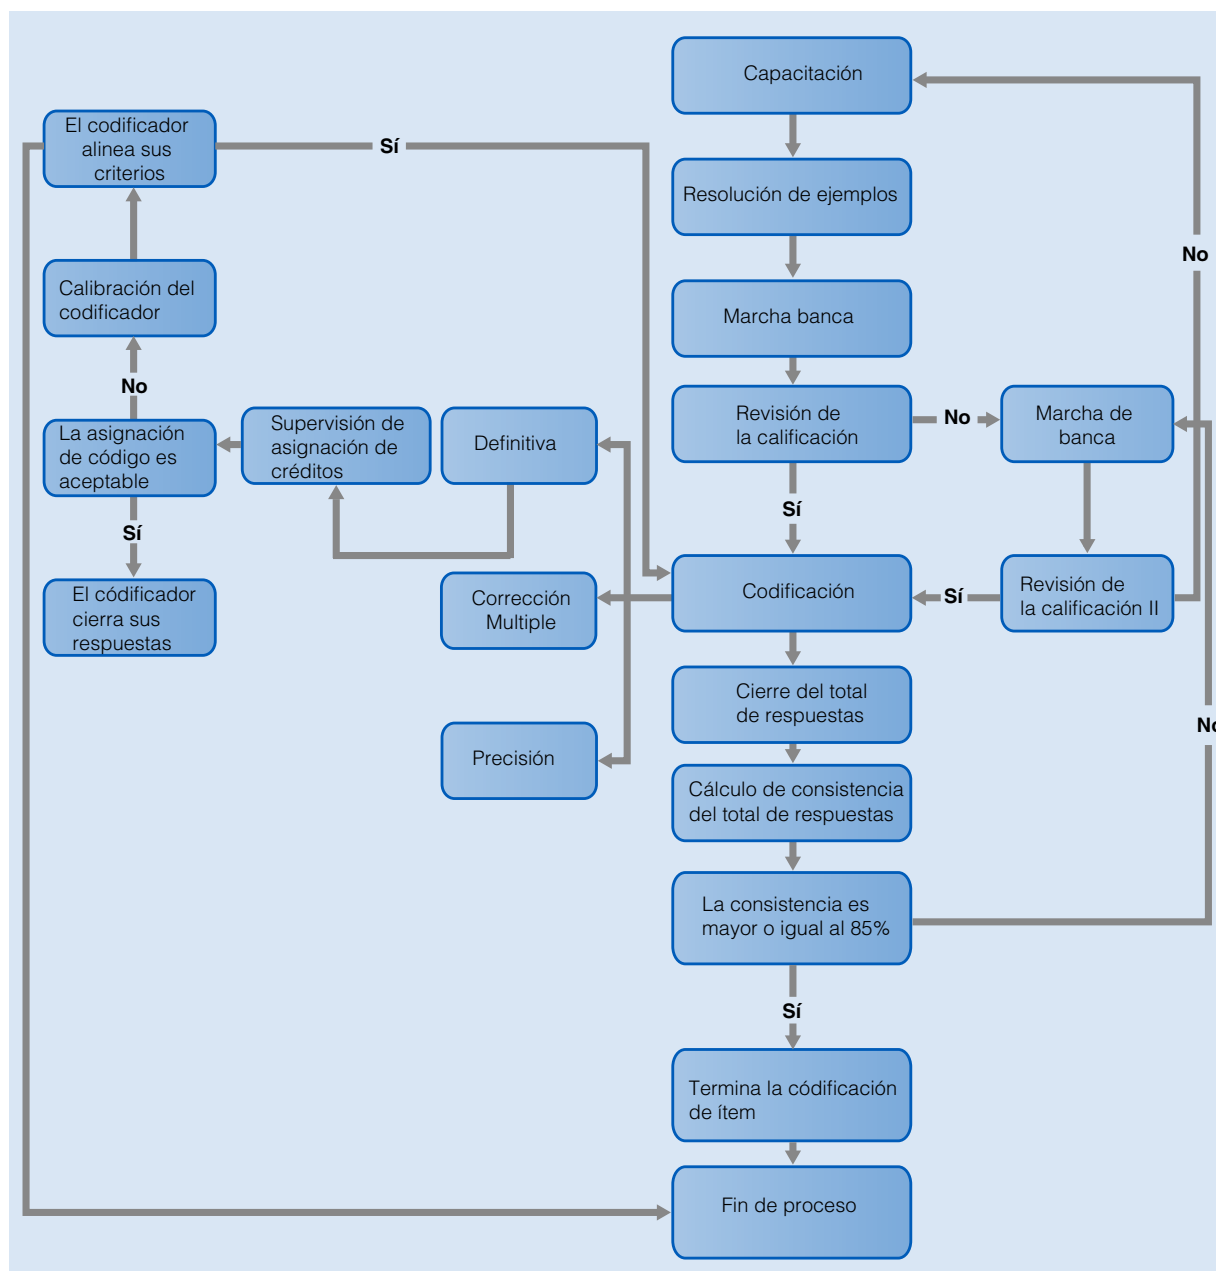 Capacitación
El codificador
alinea sus
criterios
Sí
Resolución de ejemplos
No
Calibración del
codificador
Marcha banca
No
La asignación
de código es
aceptable
Supervisión de
asignación de
créditos
Definitiva
Revisión de
la calificación
No
Marcha de
banca
Sí
Sí
El códificador
cierra sus
respuestas
Corrección
Multiple
Codificación
Sí
Revisión de
la calificación II
Cierre del total
de respuestas
No
Precisión
Cálculo de consistencia
del total de respuestas
La consistencia es
mayor o igual al 85%
Sí
Termina la códificación
de ítem
Fin de proceso